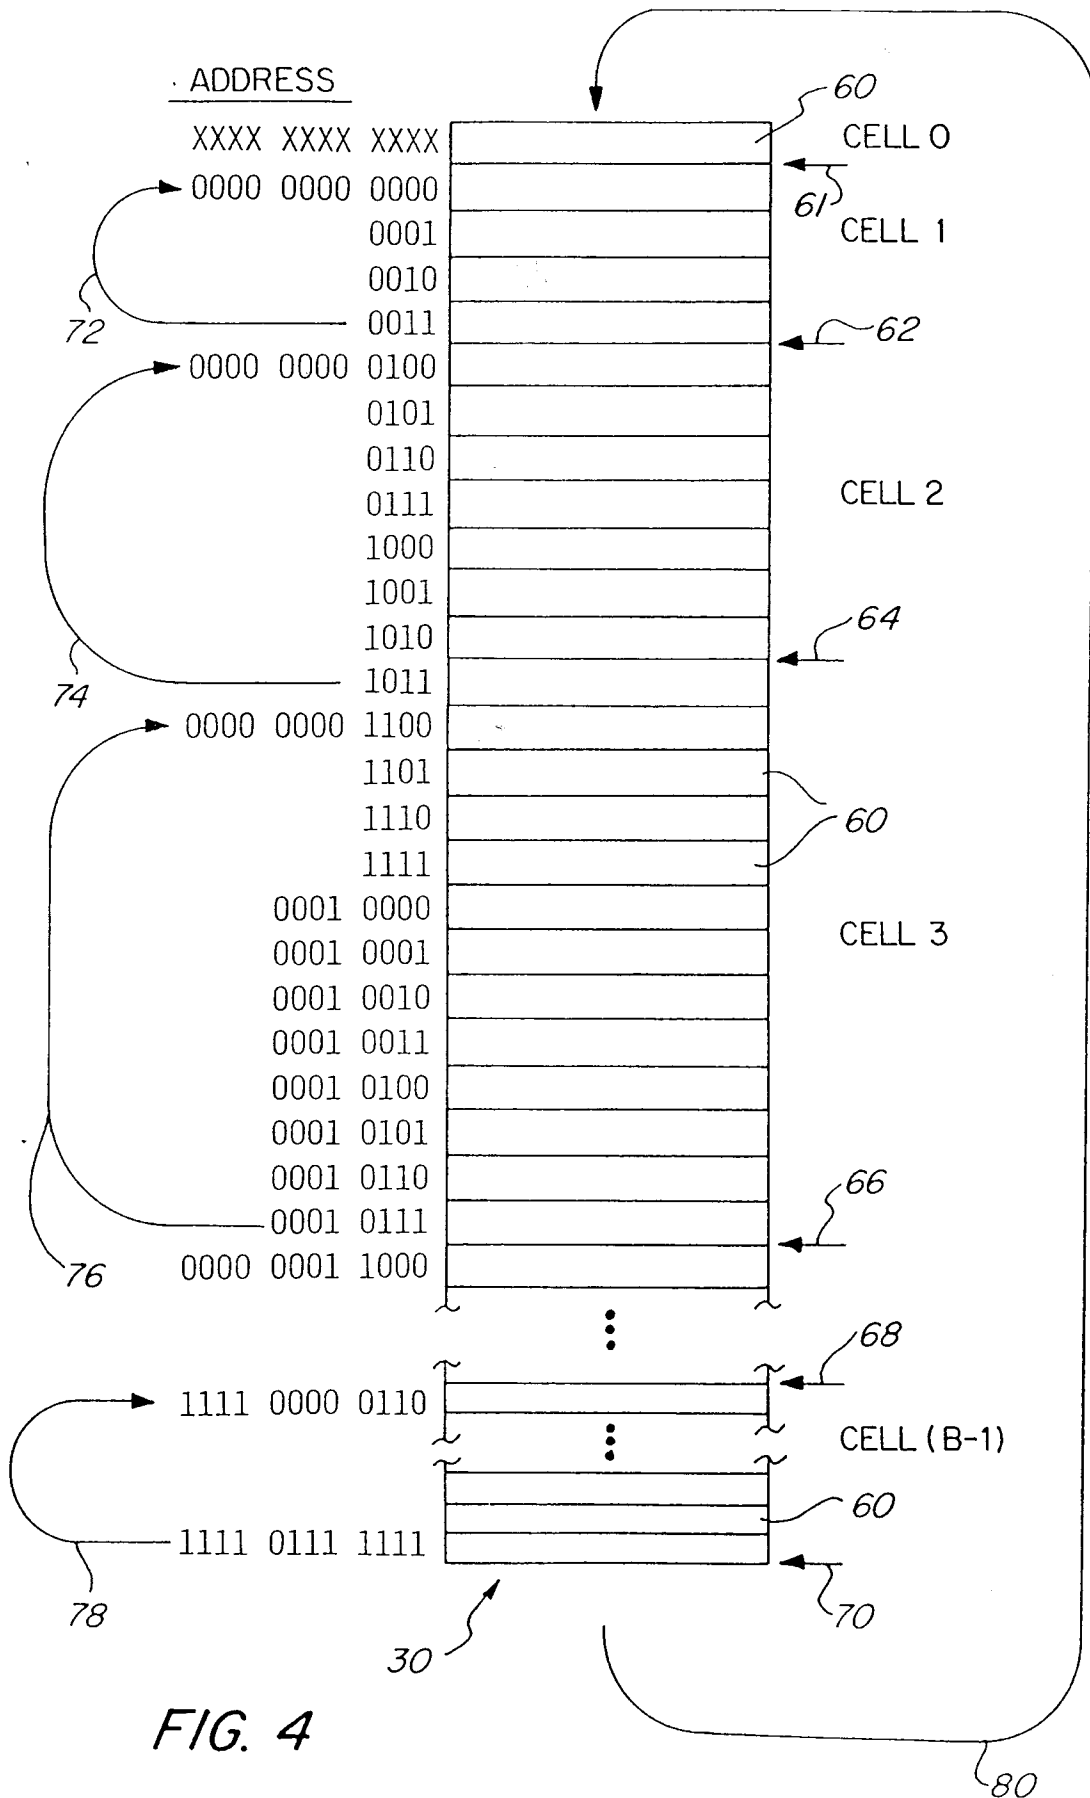 ADDRESS
60
XXXX XXXX XXXX
CELL 0
0000 0000 0000
61
0001
CELL 1
0010
72
0011
62
0000 0000 0100
0101
0110
0111
CELL 2
1000
1001
1010
64
74
1011
0000 0000 1100
1101
1110
60
1111
0001 0000
CELL 3
0001 0001
0001 0010
0001 0011
0001 0100
0001 0101
0001 0110
66
0001 0111
76
0000 0001 1000
68
1111 0000 0110
CELL (B-1)
60
1111 0111 1111
78
70
30
FIG. 4
80